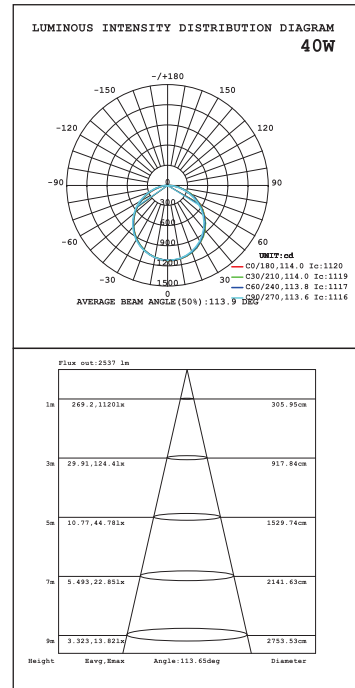 LUMINOUS INTENSITY DISTRIBUTION DIAGRAM
40W
-/+180
-150 150
-120 120
-90 90
-60 60
-30 30
0
0
300
600
900
1200
1500
UNIT:cd
C0/180,114.0 Ic:1120
C30/210,114.0 Ic:1119
C60/240,113.8 Ic:1117
C90/270,113.6 Ic:1116
AVERAGE BEAM ANGLE(50%):113.9 DEG
Flux out:2537 lm
1m 269.2,1120lx 305.95cm
3m 29.91,124.4lx 917.84cm
5m 10.77,44.78lx 1529.74cm
7m 5.493,22.85lx 2141.63cm
9m 3.323,13.82lx 2753.53cm
Height Eavg,Emax Angle:113.65deg Diameter